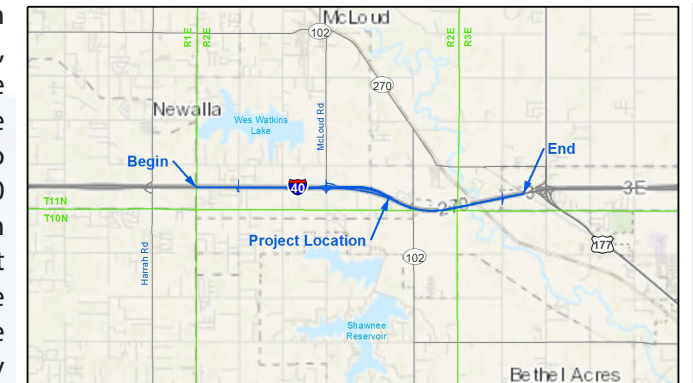 McLoud
102
R1E
R2E
R2E
R3E
270
Newalla
Wes Watkins
Lake
McLoud Rd
Begin
End
40
270
3E
T11N
T10N
Project Location
177
Harrah Rd
102
Shawnee
Reservoir
Bethel Acres